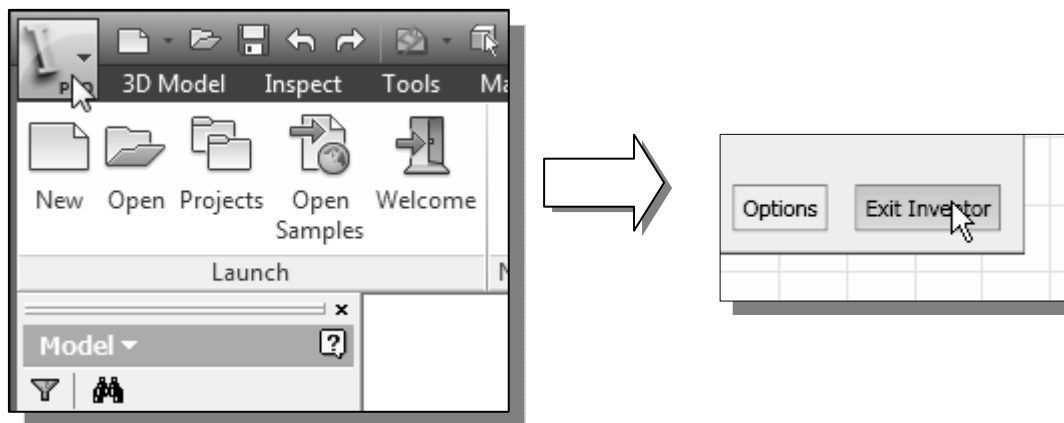 3D Model Inspect Tools
New Open Projects Open Welcome
Samples
Launch
Model
Options Exit Inventor